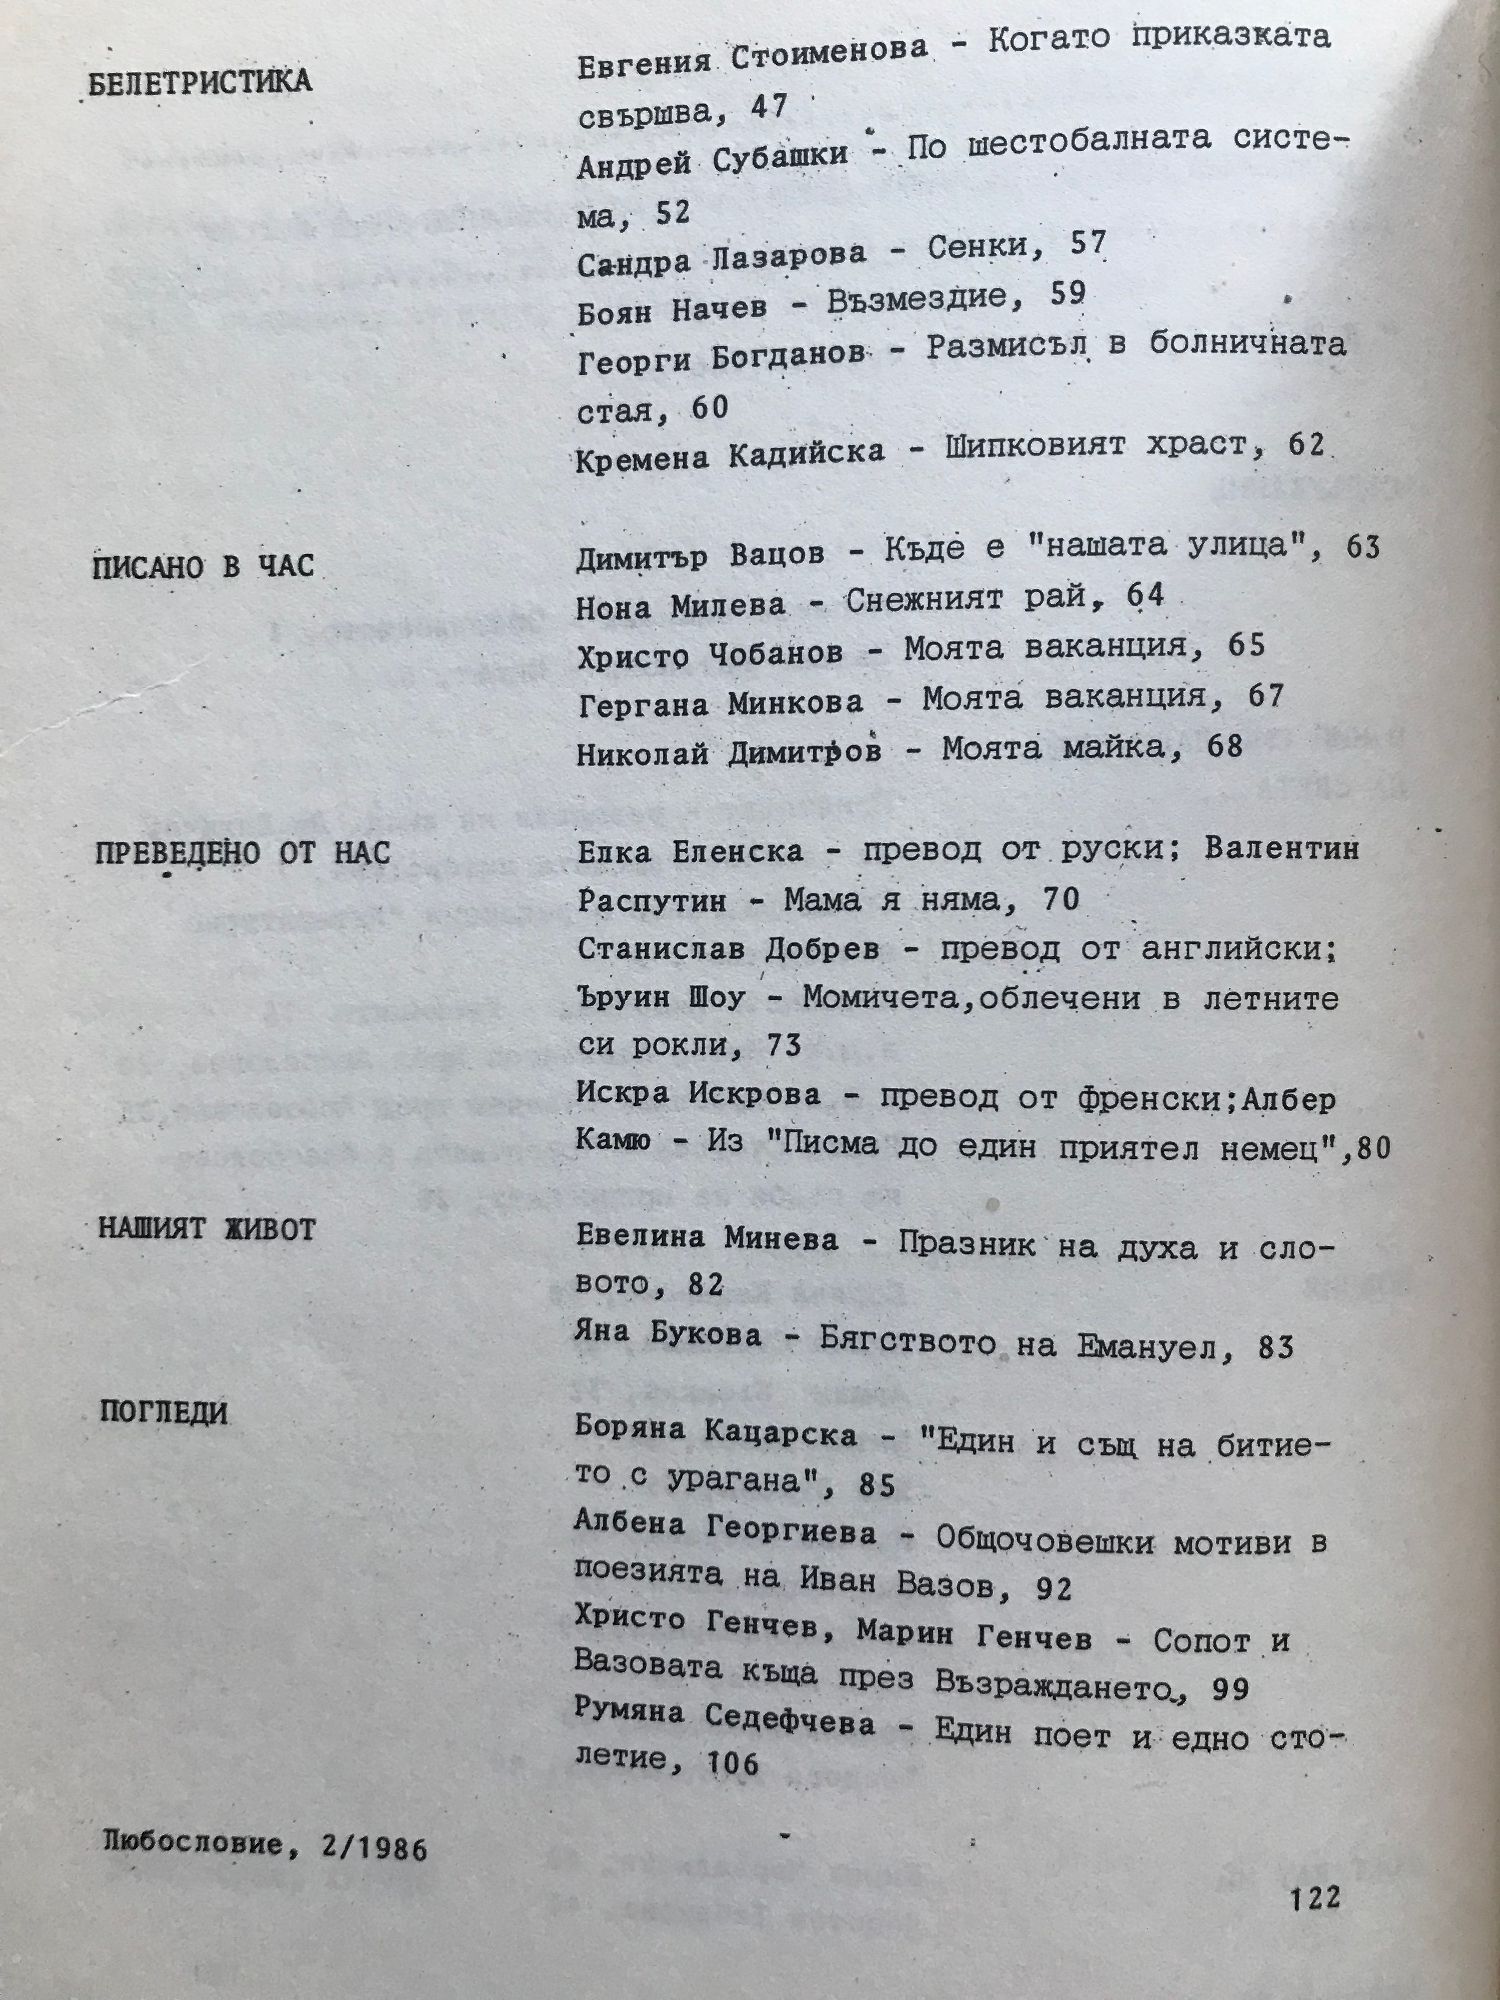 БЕЛЕТРИСТИКА
Евгения Стоименова - Когато приказката
свършва, 47
Андрей Субашки - По шестобалната систе-
ма, 52
Сандра Лазарова - Сенки, 57
Боян Начев - Възмездие, 59
Георги Богданов - Размисъл в болничната
стая, 60
Кремена Кадийска - Шипковият храст, 62
ПИСАНО В ЧАС
Димитър Вацов - Къде е "нашата улица", 63
Нона Милева - Снежният рай, 64
Христо Чобанов - Моята ваканция, 65
Гергана Минкова - Моята ваканция, 67
Николай Димитров - Моята майка, 68
ПРЕВЕДЕНО ОТ НАС
Елка Еленска - превод от руски; Валентин
Распутин - Мама я няма, 70
Станислав Добрев - превод от английски;
Ъруин Шоу - Момичета,облечени в летните
си рокли, 73
Искра Искрова - превод от френски;Албер
Камю - Из "Писма до един приятел немец",80
НАШИЯТ ЖИВОТ
Евелина Минева - Празник на духа и сло-
вото, 82
Яна Букова - Бягството на Емануел, 83
ПОГЛЕДИ
Боряна Кацарска - "Един и същ на битие-
то с урагана", 85
Албена Георгиева - Общочовешки мотиви в
поезията на Иван Вазов, 92
Христо Генчев, Марин Генчев - Сопот и
Вазовата къща през Възраждането, 99
Румяна Седефчева - Един поет и едно сто-
летие, 106
Любословие, 2/1986
122